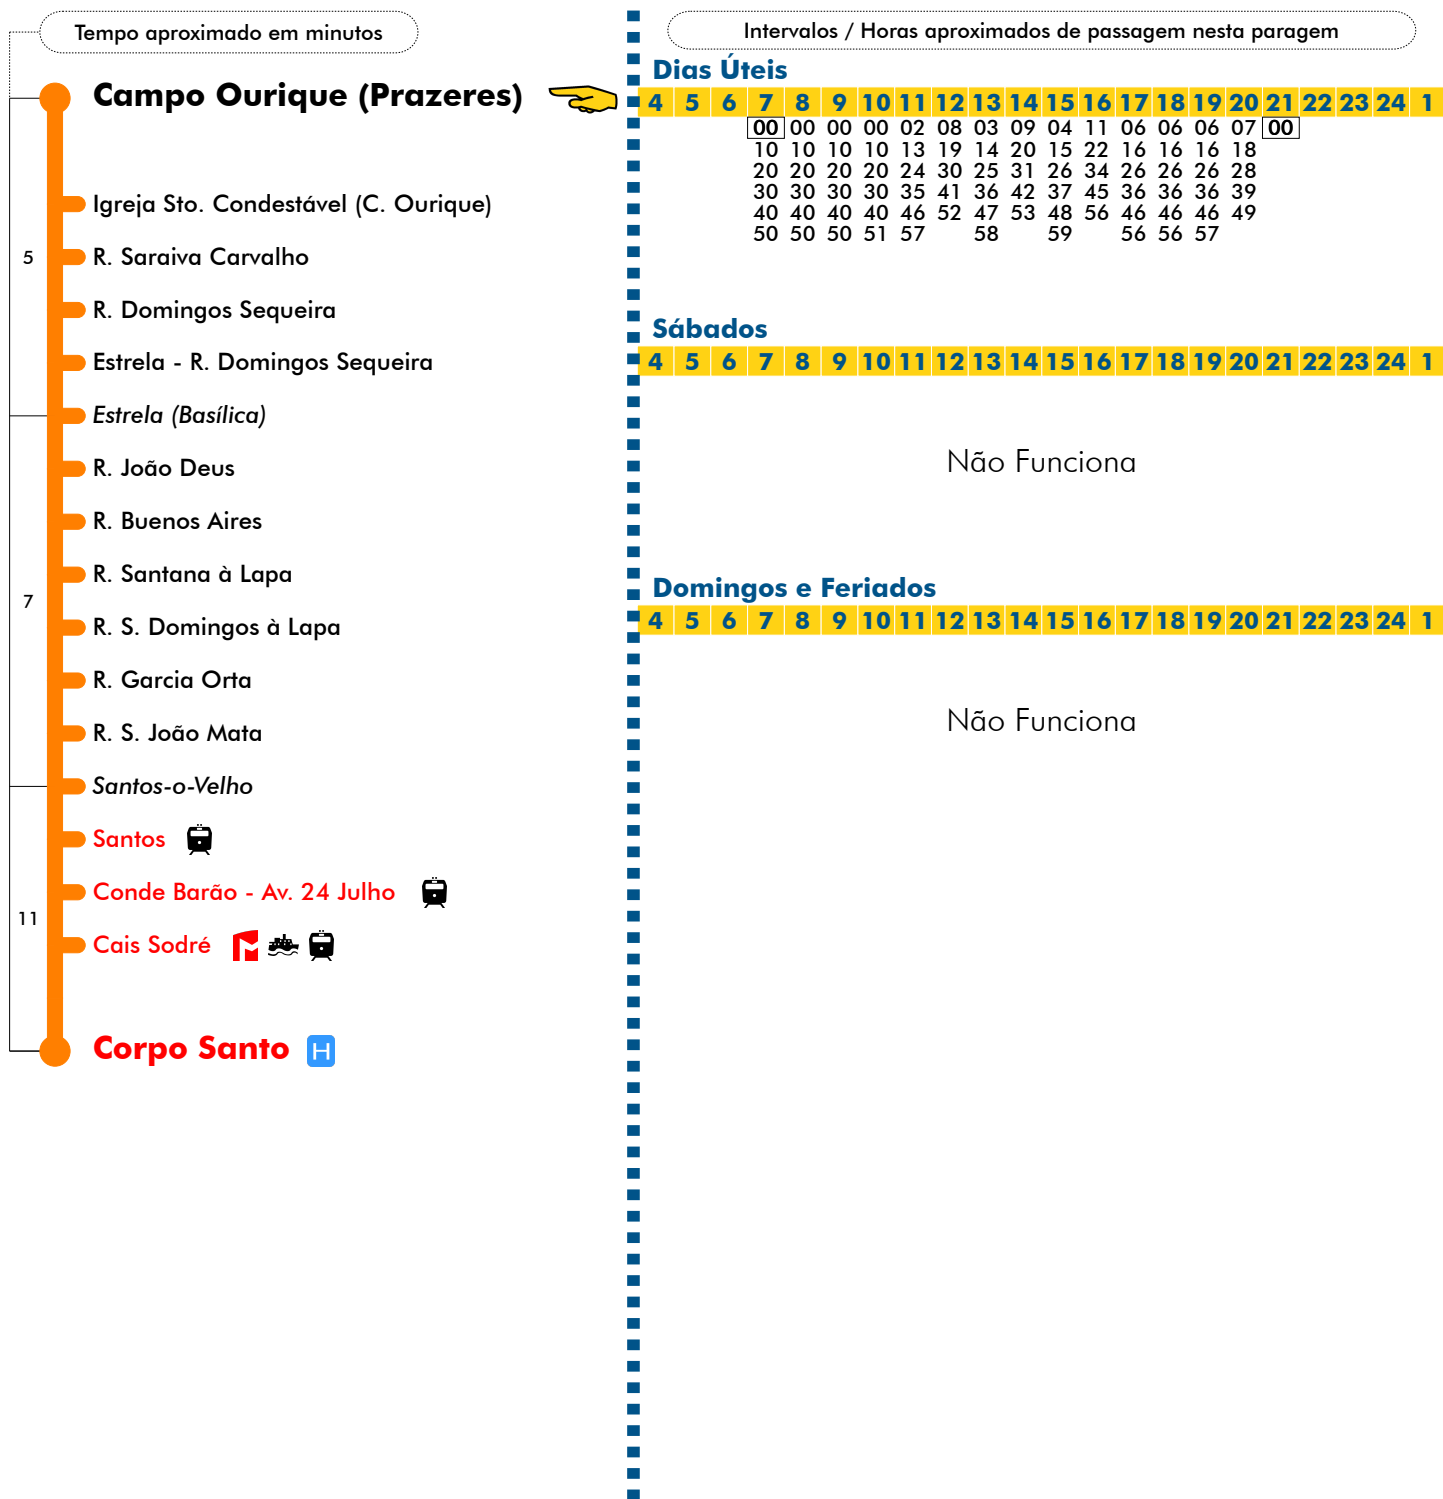 Tempo aproximado em minutos
Campo Ourique (Prazeres)
Igreja Sto. Condestável (C. Ourique)
5
R. Saraiva Carvalho
R. Domingos Sequeira
Estrela - R. Domingos Sequeira
Estrela (Basílica)
R. João Deus
R. Buenos Aires
R. Santana à Lapa
7
R. S. Domingos à Lapa
R. Garcia Orta
R. S. João Mata
Santos-o-Velho
Santos
Conde Barão - Av. 24 Julho
11
Cais Sodré
Corpo Santo H
Intervalos / Horas aproximados de passagem nesta paragem
Dias Úteis
4 5 6 7 8 9 10 11 12 13 14 15 16 17 18 19 20 21 22 23 24 1
00 00 00 00 02 08 03 09 04 11 06 06 06 07 00
10 10 10 10 13 19 14 20 15 22 16 16 16 18
20 20 20 20 24 30 25 31 26 34 26 26 26 28
30 30 30 30 35 41 36 42 37 45 36 36 36 39
40 40 40 40 46 52 47 53 48 56 46 46 46 49
50 50 50 51 57 58 59 56 56 57
Sábados
4 5 6 7 8 9 10 11 12 13 14 15 16 17 18 19 20 21 22 23 24 1
Não Funciona
Domingos e Feriados
4 5 6 7 8 9 10 11 12 13 14 15 16 17 18 19 20 21 22 23 24 1
Não Funciona